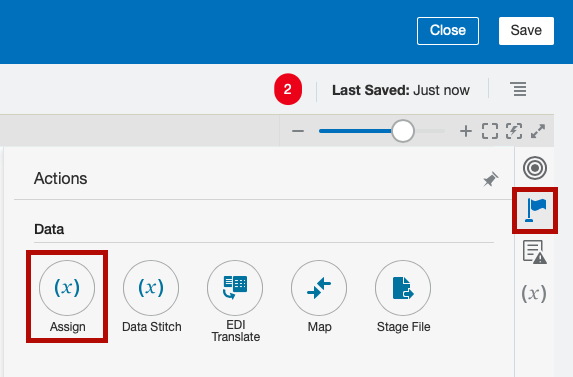 Close
Save
2
Last Saved: Just now
Actions
Data
(x)
(x)
Assign
Data Stitch
EDI
Translate
Map
Stage File
(x)